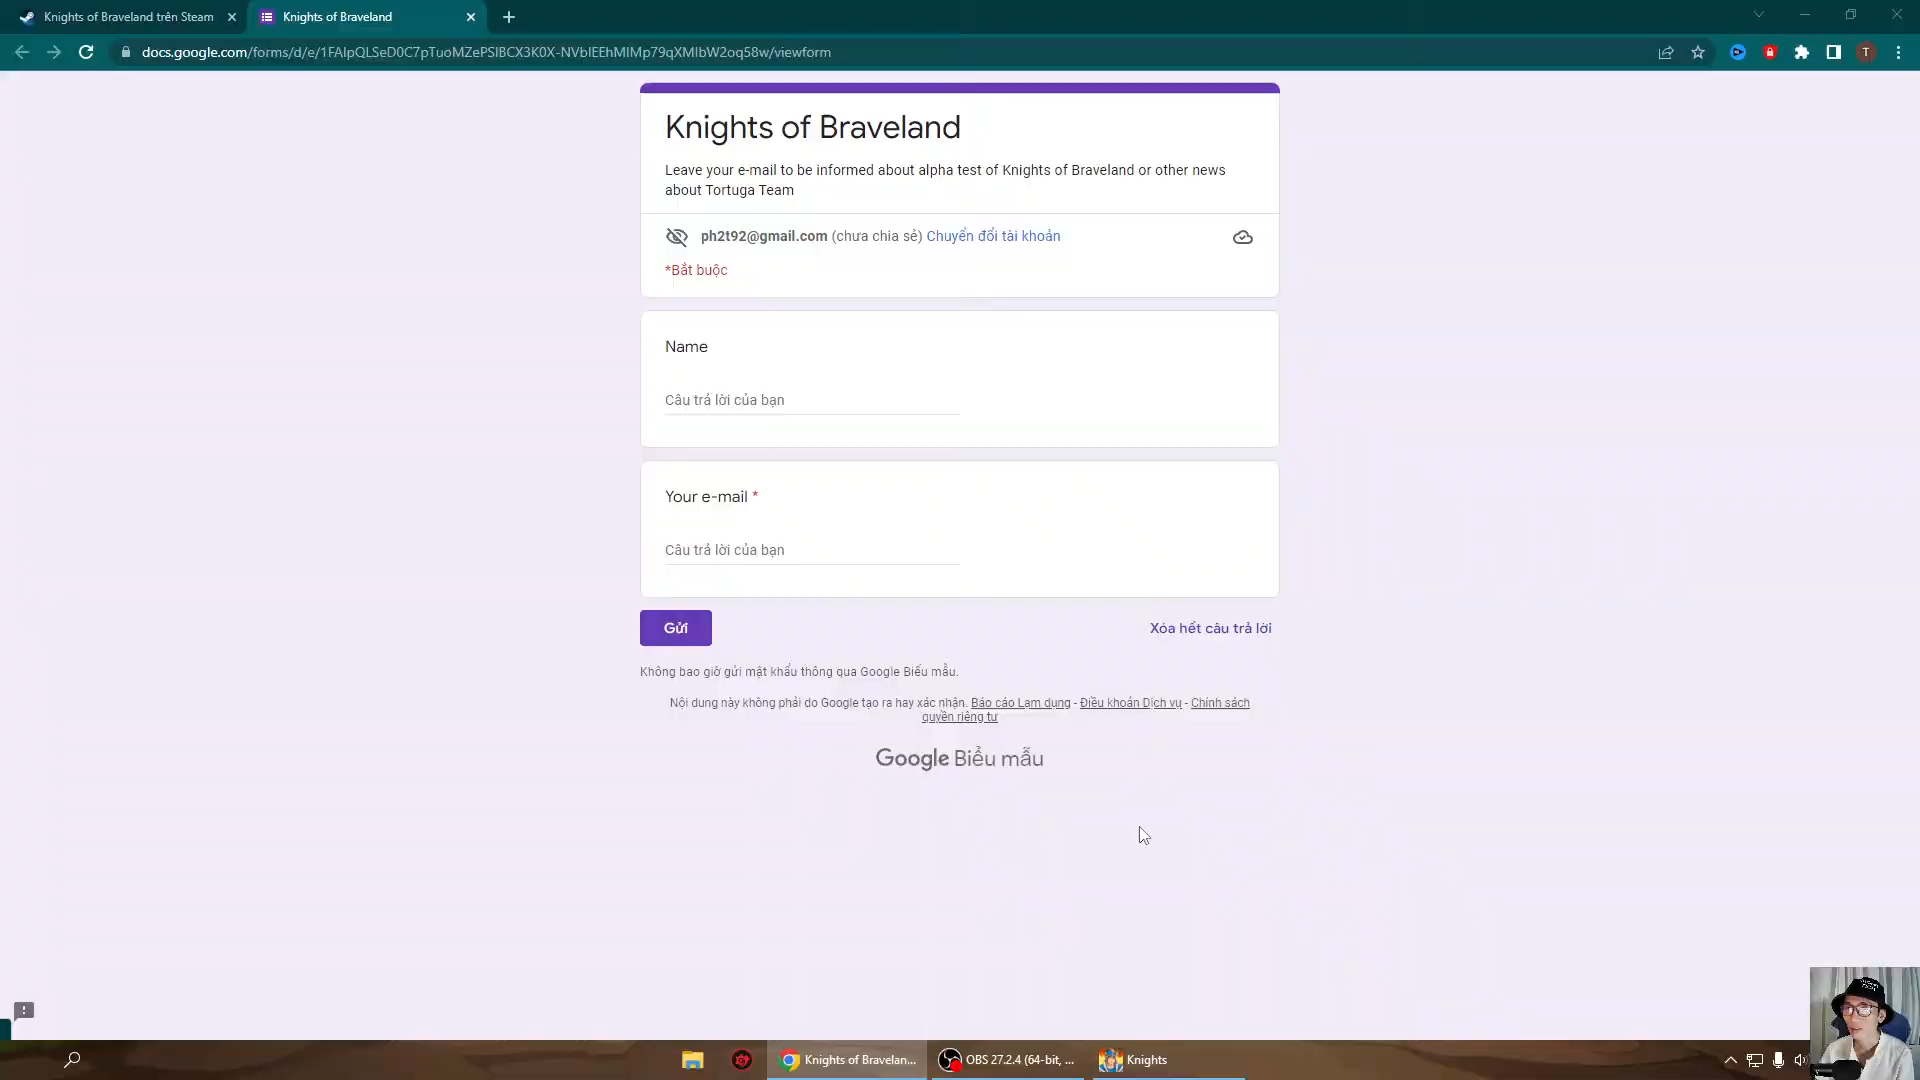 Knights of Braveland trên Steam
Knights of Braveland
docs.google.com/forms/d/e/1FAIpQLSeD0C7pTuoMZePSlBCX3K0X-NVblEEhMlMp79qXMlbW2oq58w/viewform
T
Knights of Braveland
Leave your e-mail to be informed about alpha test of Knights of Braveland or other news
about Tortuga Team
ph2t92@gmail.com (chưa chia sẻ) Chuyển đổi tài khoản
*Bắt buộc
Name
Câu trả lời của bạn
Your e-mail *
Câu trả lời của bạn
Gửi
Xóa hết câu trả lời
Không bao giờ gửi mật khẩu thông qua Google Biểu mẫu.
Nội dung này không phải do Google tạo ra hay xác nhận. Báo cáo Lạm dụng - Điều khoản Dịch vụ - Chính sách
quyền riêng tư
Google Biểu mẫu
Knights of Bravelan...
OBS 27.2.4 (64-bit, ...
Knights